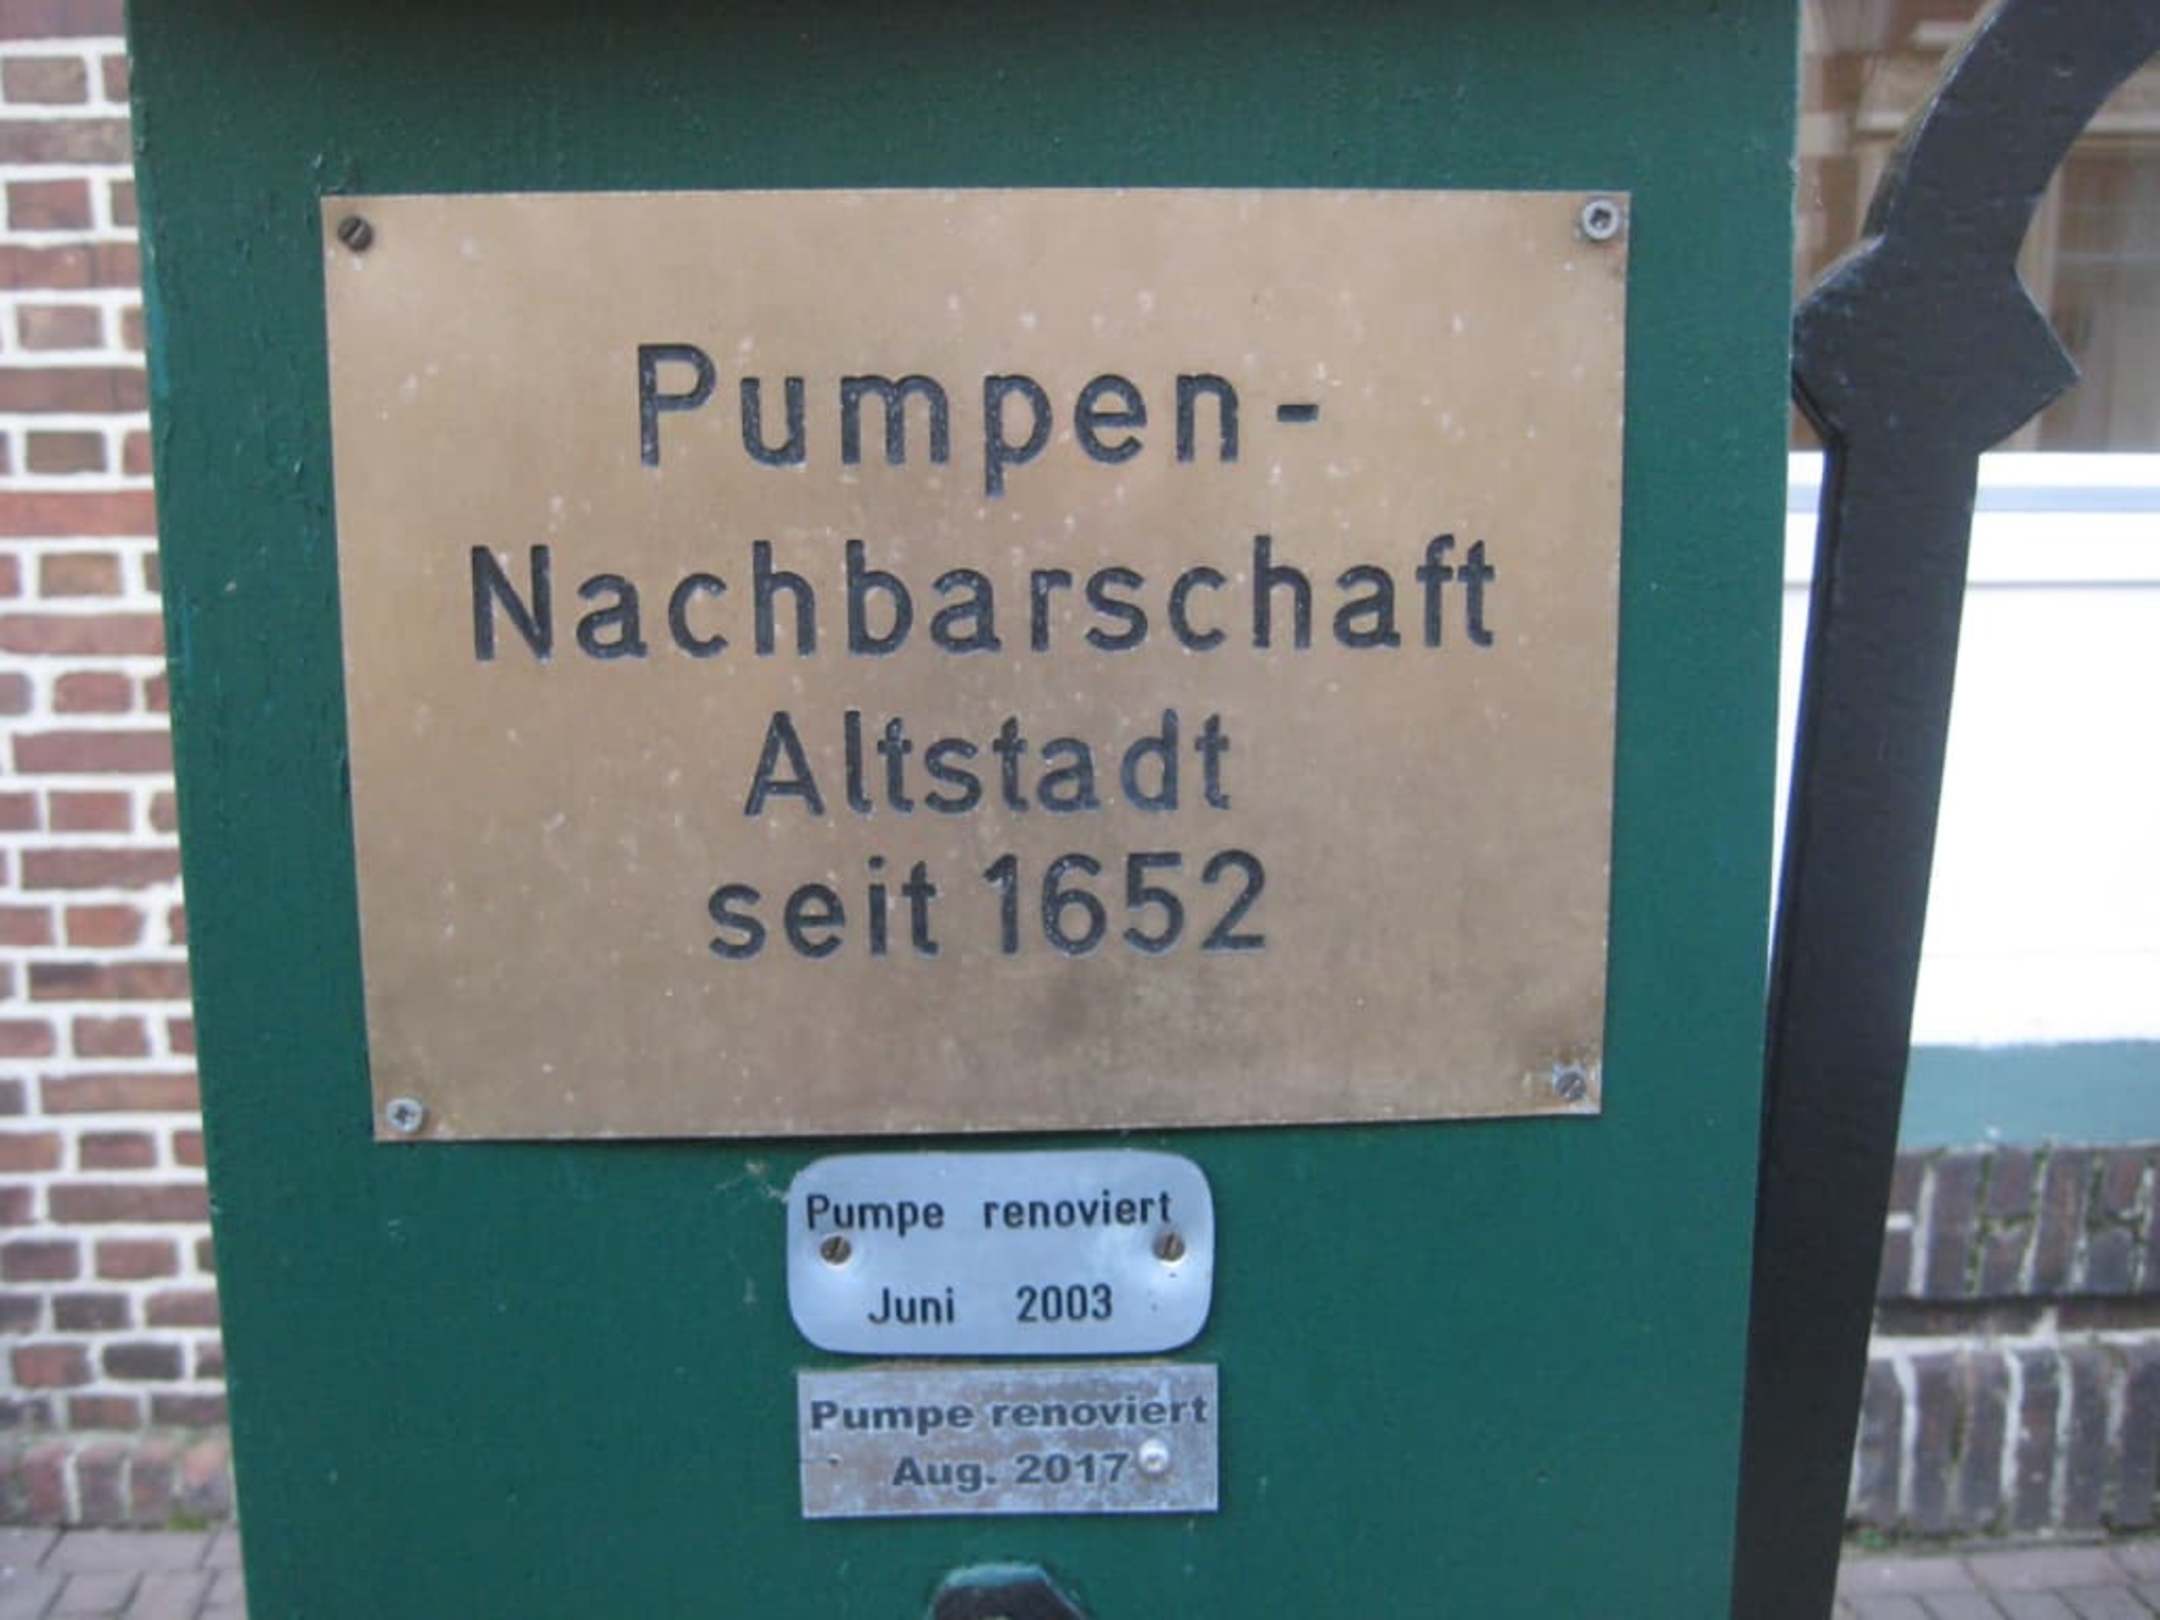 Pumpen-
Nachbarschaft
Altstadt
seit 1652
Pumpe renoviert
Juni 2003
Pumpe renoviert
Aug. 2017